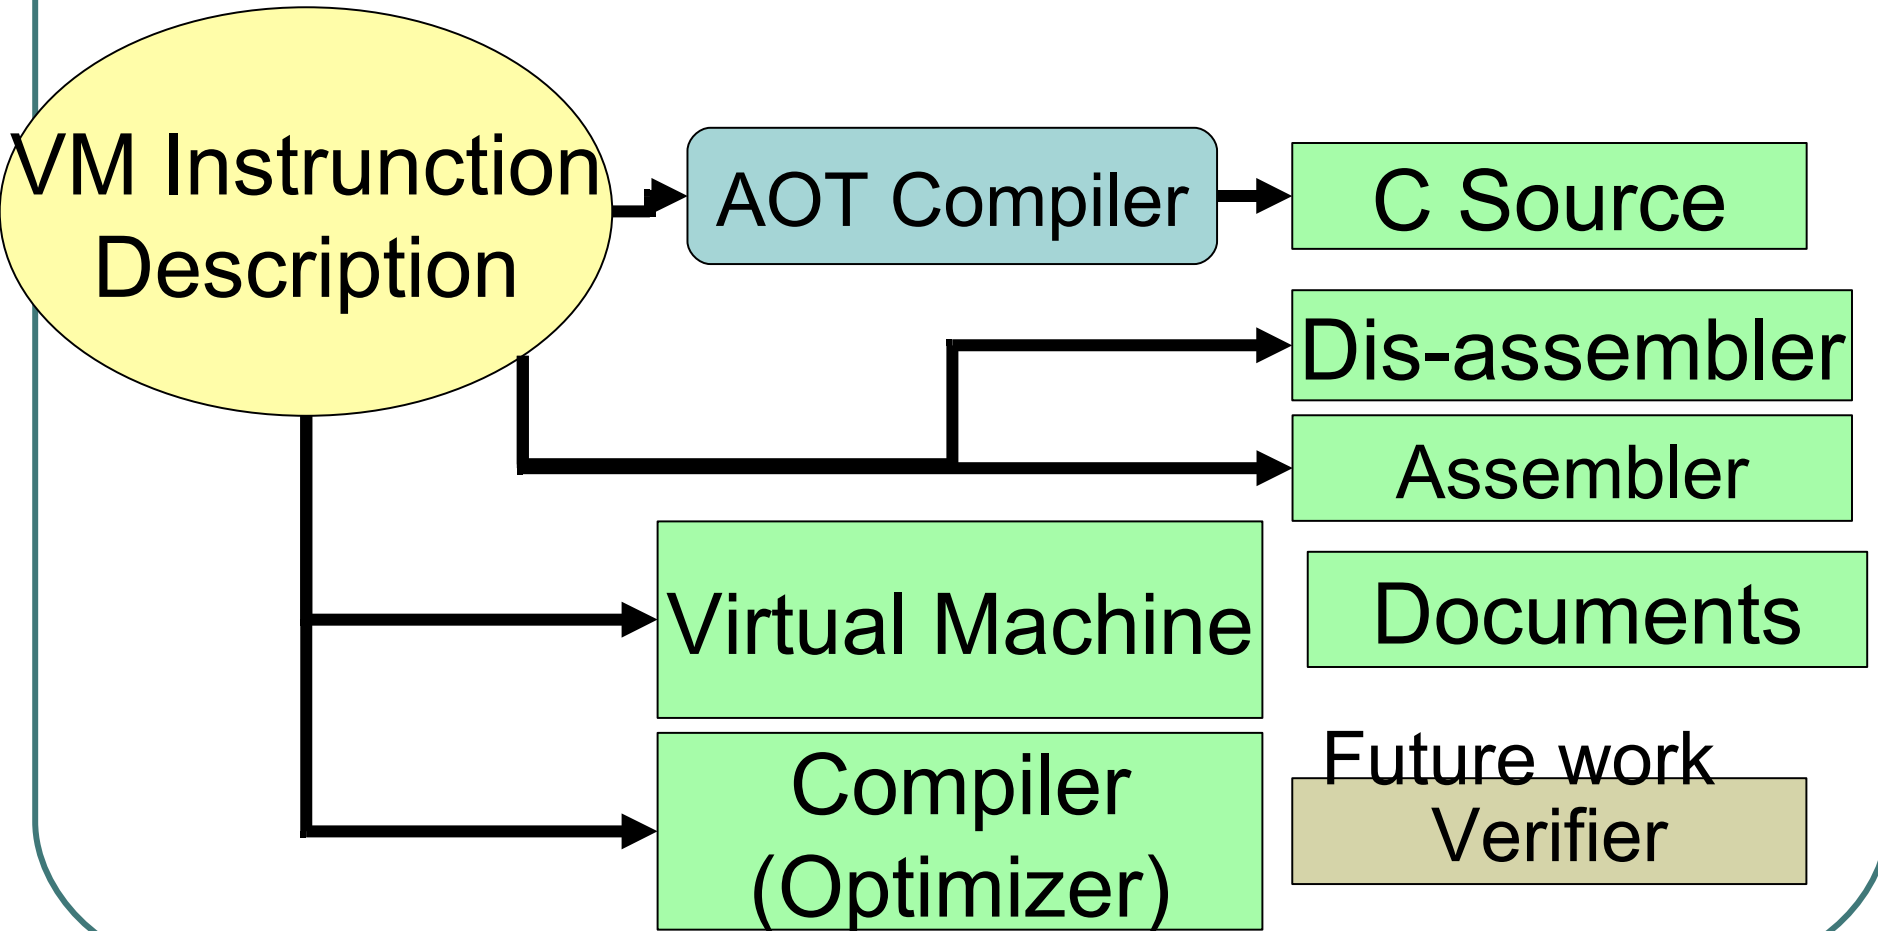 VM Instrunction
Description
AOT Compiler
C Source
Dis-assembler
Assembler
Virtual Machine
Documents
Compiler
(Optimizer)
Future work
Verifier